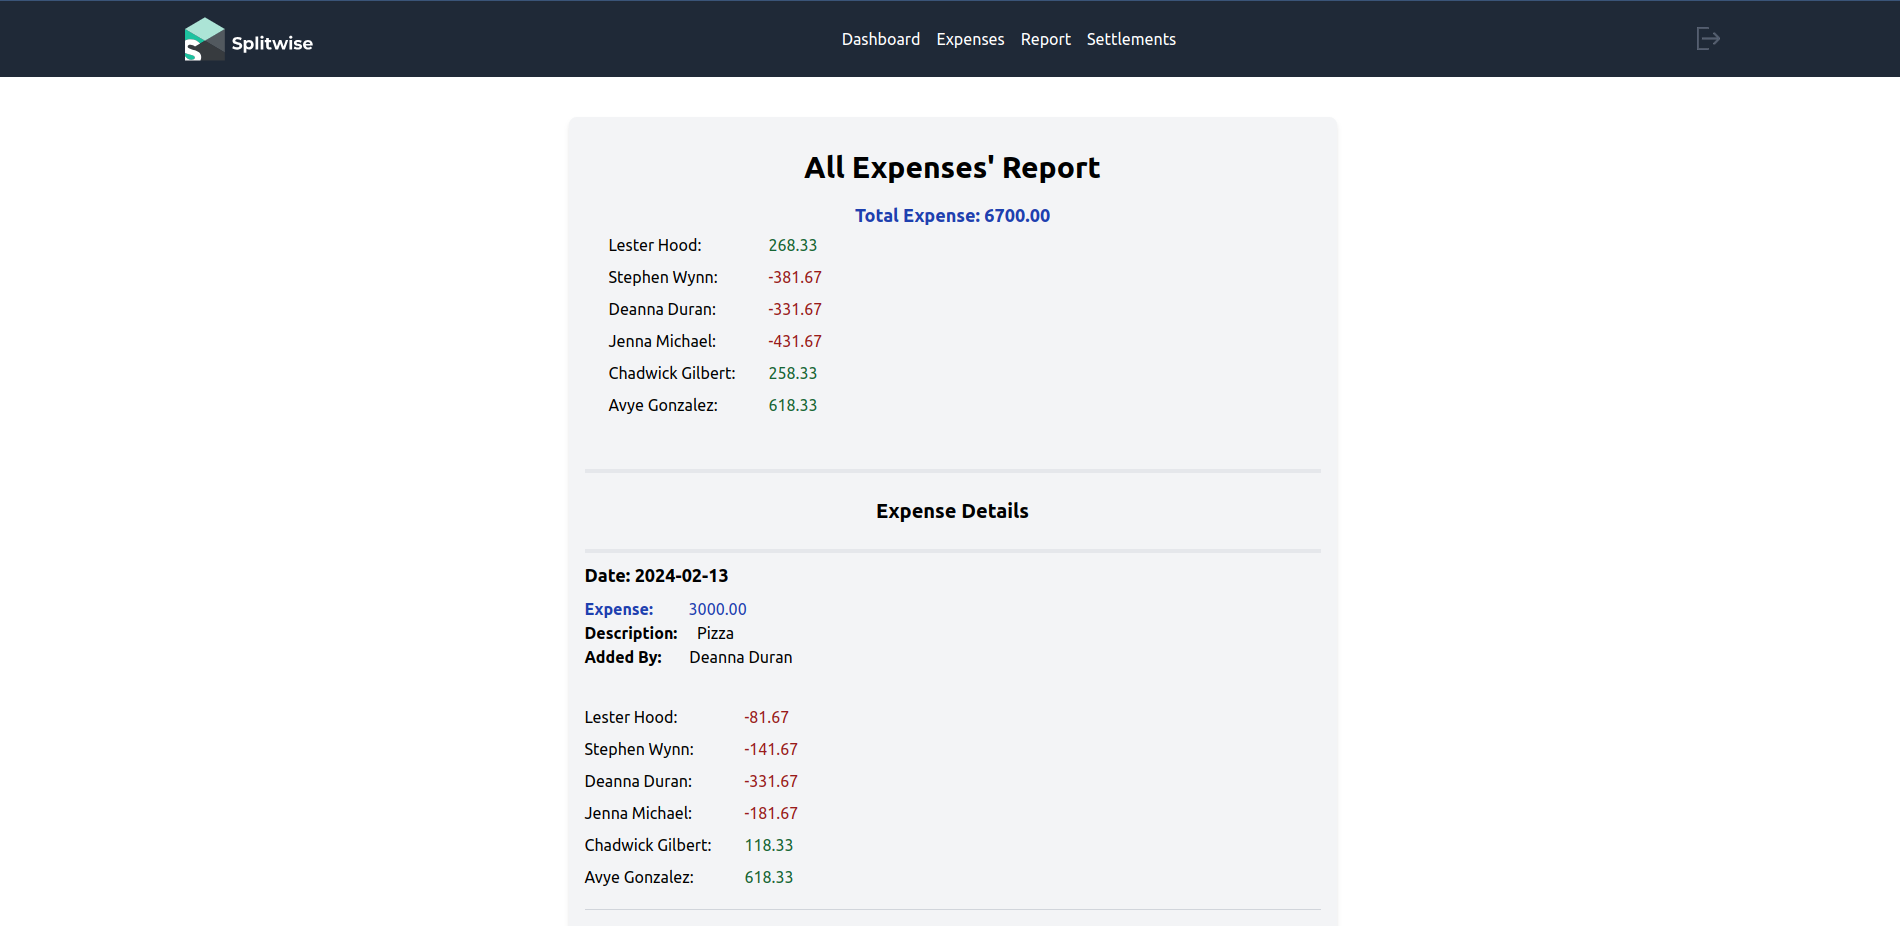 Splitwise
Dashboard Expenses Report Settlements
All Expenses' Report
Total Expense: 6700.00
Lester Hood: 268.33
Stephen Wynn: -381.67
Deanna Duran: -331.67
Jenna Michael: -431.67
Chadwick Gilbert: 258.33
Avye Gonzalez: 618.33
Expense Details
Date: 2024-02-13
Expense: 3000.00
Description: Pizza
Added By: Deanna Duran
Lester Hood: -81.67
Stephen Wynn: -141.67
Deanna Duran: -331.67
Jenna Michael: -181.67
Chadwick Gilbert: 118.33
Avye Gonzalez: 618.33